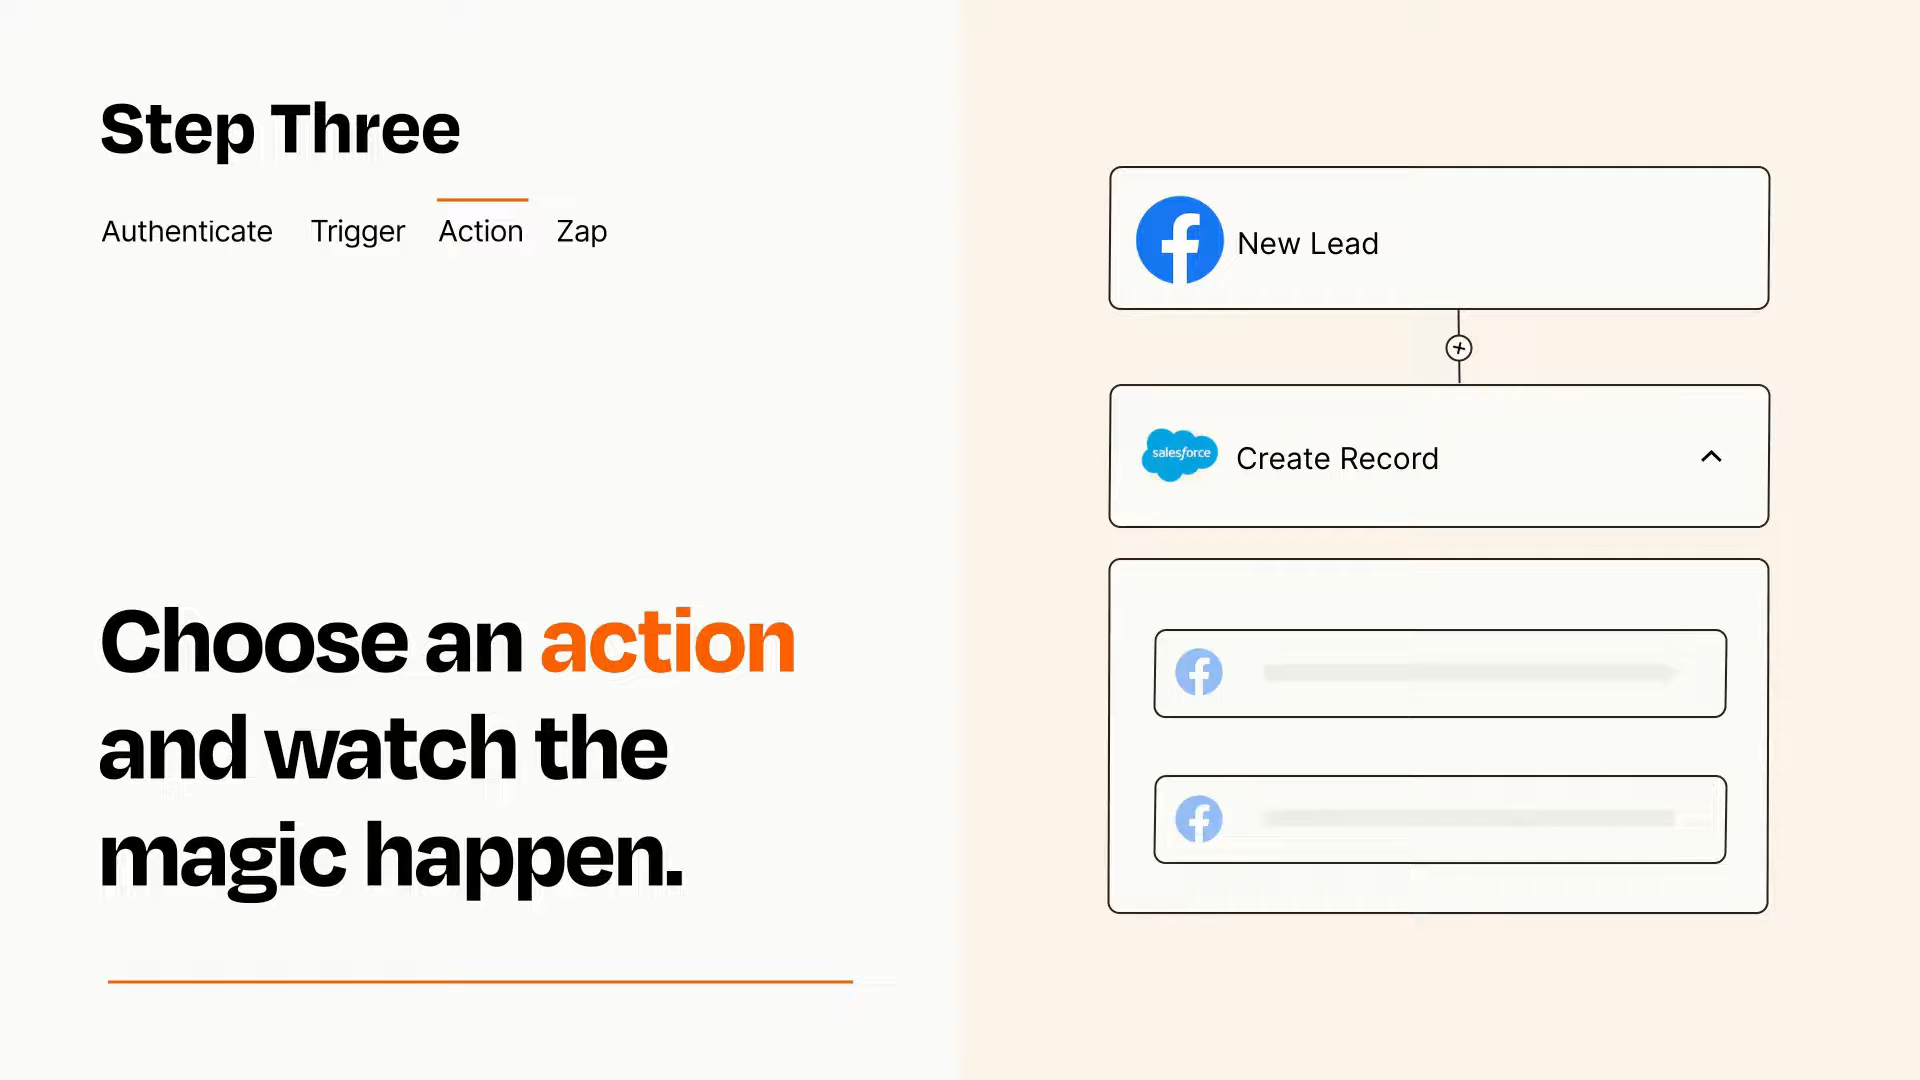 Step Three
Authenticate Trigger Action Zap
Choose an action
and watch the
magic happen.
New Lead
salesforce
Create Record